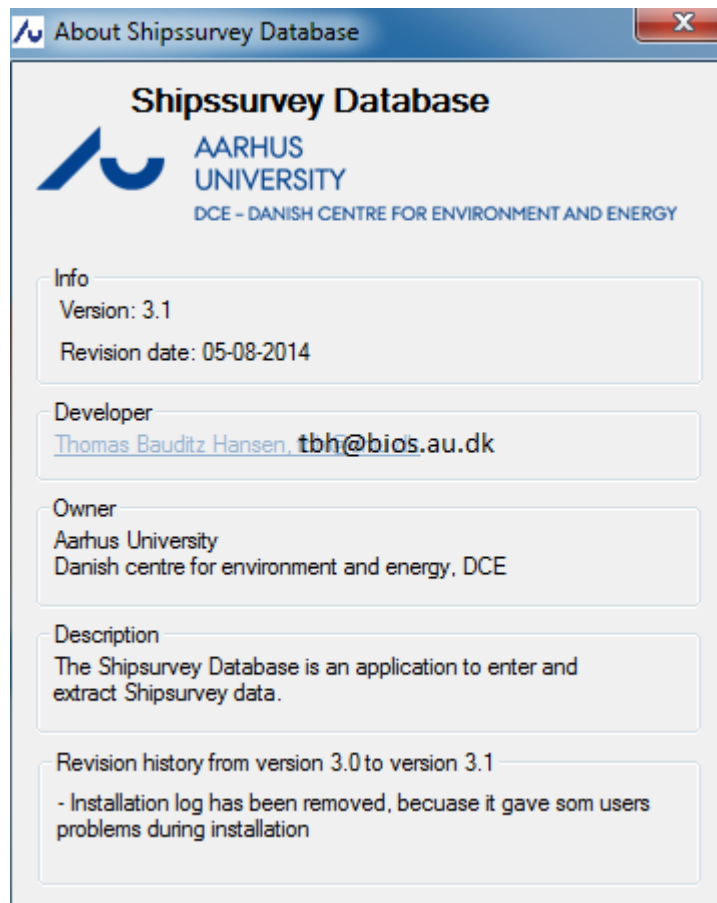 About Shipssurvey Database
Shipssurvey Database
AARHUS
UNIVERSITY
DCE – DANISH CENTRE FOR ENVIRONMENT AND ENERGY
Info
Version: 3.1
Revision date: 05-08-2014
Developer
Thomas Bauditz Hansen, tbh@bios.au.dk
Owner
Aarhus University
Danish centre for environment and energy, DCE
Description
The Shipsurvey Database is an application to enter and
extract Shipsurvey data.
Revision history from version 3.0 to version 3.1
- Installation log has been removed, becuase it gave som users
problems during installation